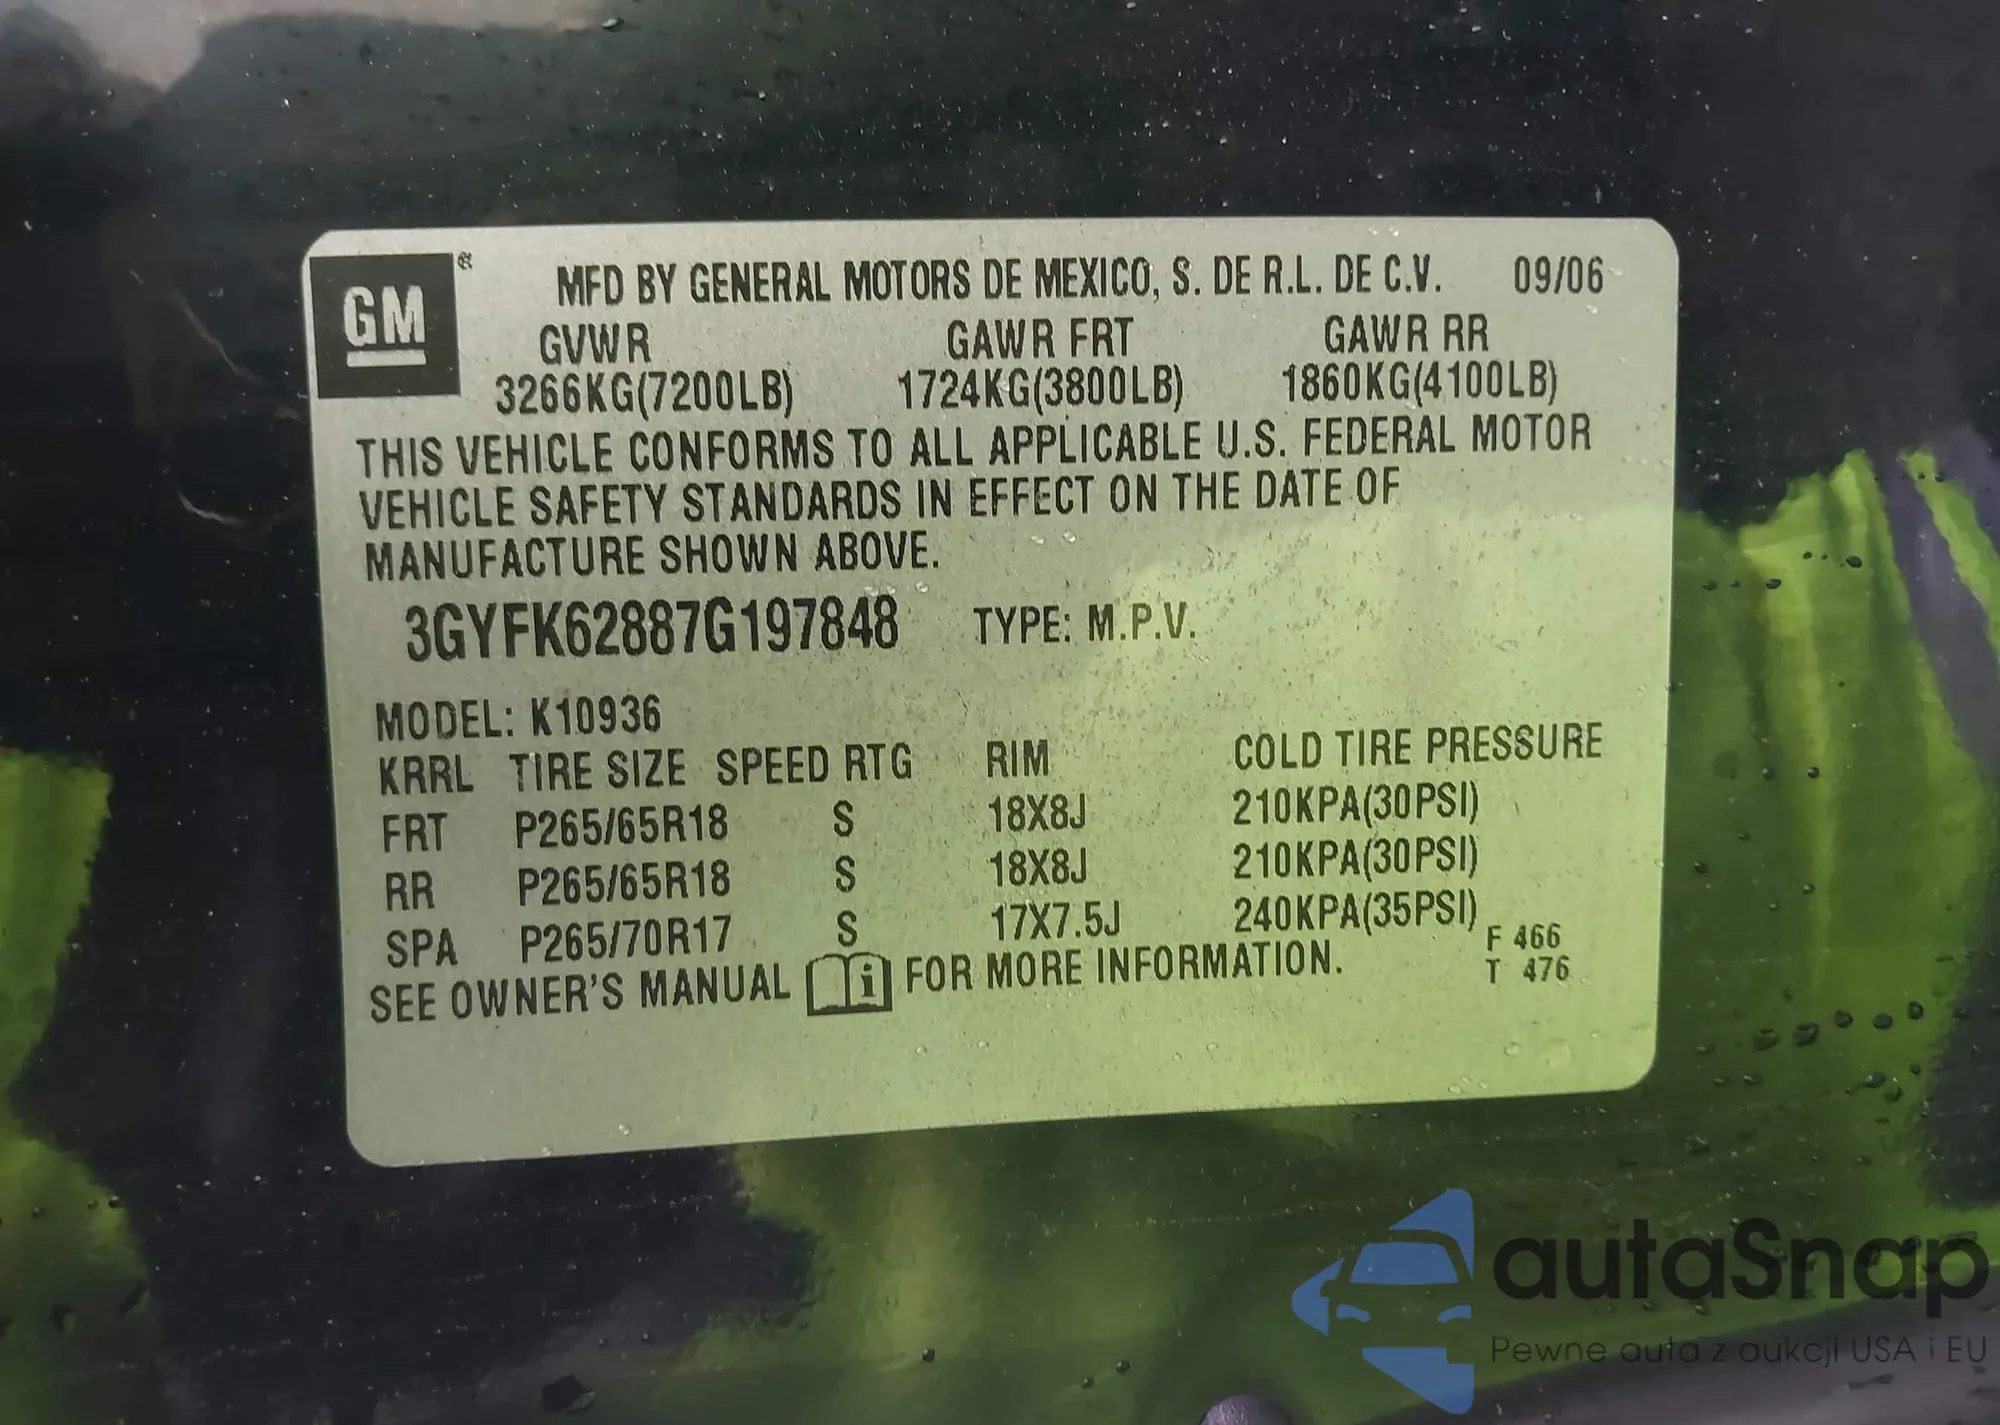 GM
®
MFD BY GENERAL MOTORS DE MEXICO, S. DE R.L. DE C.V. 09/06
GVWR GAWR FRT GAWR RR
3266KG(7200LB) 1724KG(3800LB) 1860KG(4100LB)
THIS VEHICLE CONFORMS TO ALL APPLICABLE U.S. FEDERAL MOTOR
VEHICLE SAFETY STANDARDS IN EFFECT ON THE DATE OF
MANUFACTURE SHOWN ABOVE.
3GYFK62887G197848 TYPE: M.P.V.
MODEL: K10936
KRRL TIRE SIZE SPEED RTG RIM COLD TIRE PRESSURE
FRT P265/65R18 S 18X8J 210KPA(30PSI)
RR P265/65R18 S 18X8J 210KPA(30PSI)
SPA P265/70R17 S 17X7.5J 240KPA(35PSI)
F 466
T 476
SEE OWNER'S MANUAL i FOR MORE INFORMATION.
autaSnap
Pewne auta z aukcji USA i EU